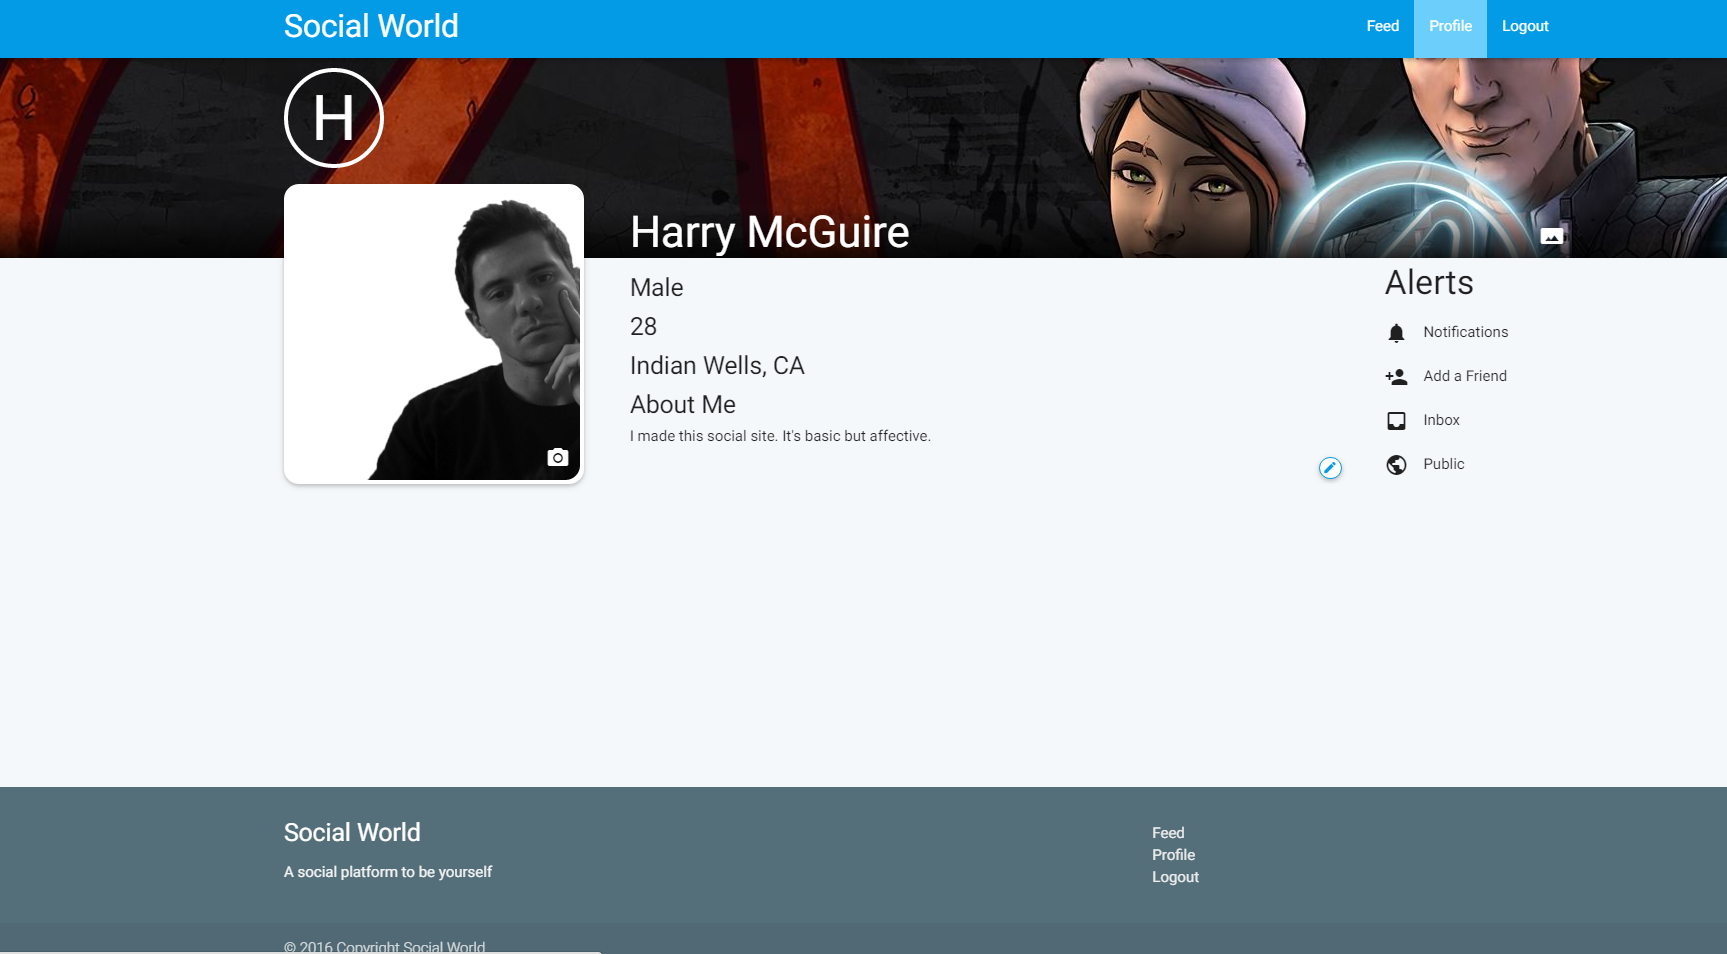 Social World
Feed
Profile
Logout
H
Harry McGuire
Male
28
Indian Wells, CA
About Me
I made this social site. It's basic but affective.
Alerts
Notifications
Add a Friend
Inbox
Public
Social World
A social platform to be yourself
Feed
Profile
Logout
© 2016 Copyright Social World